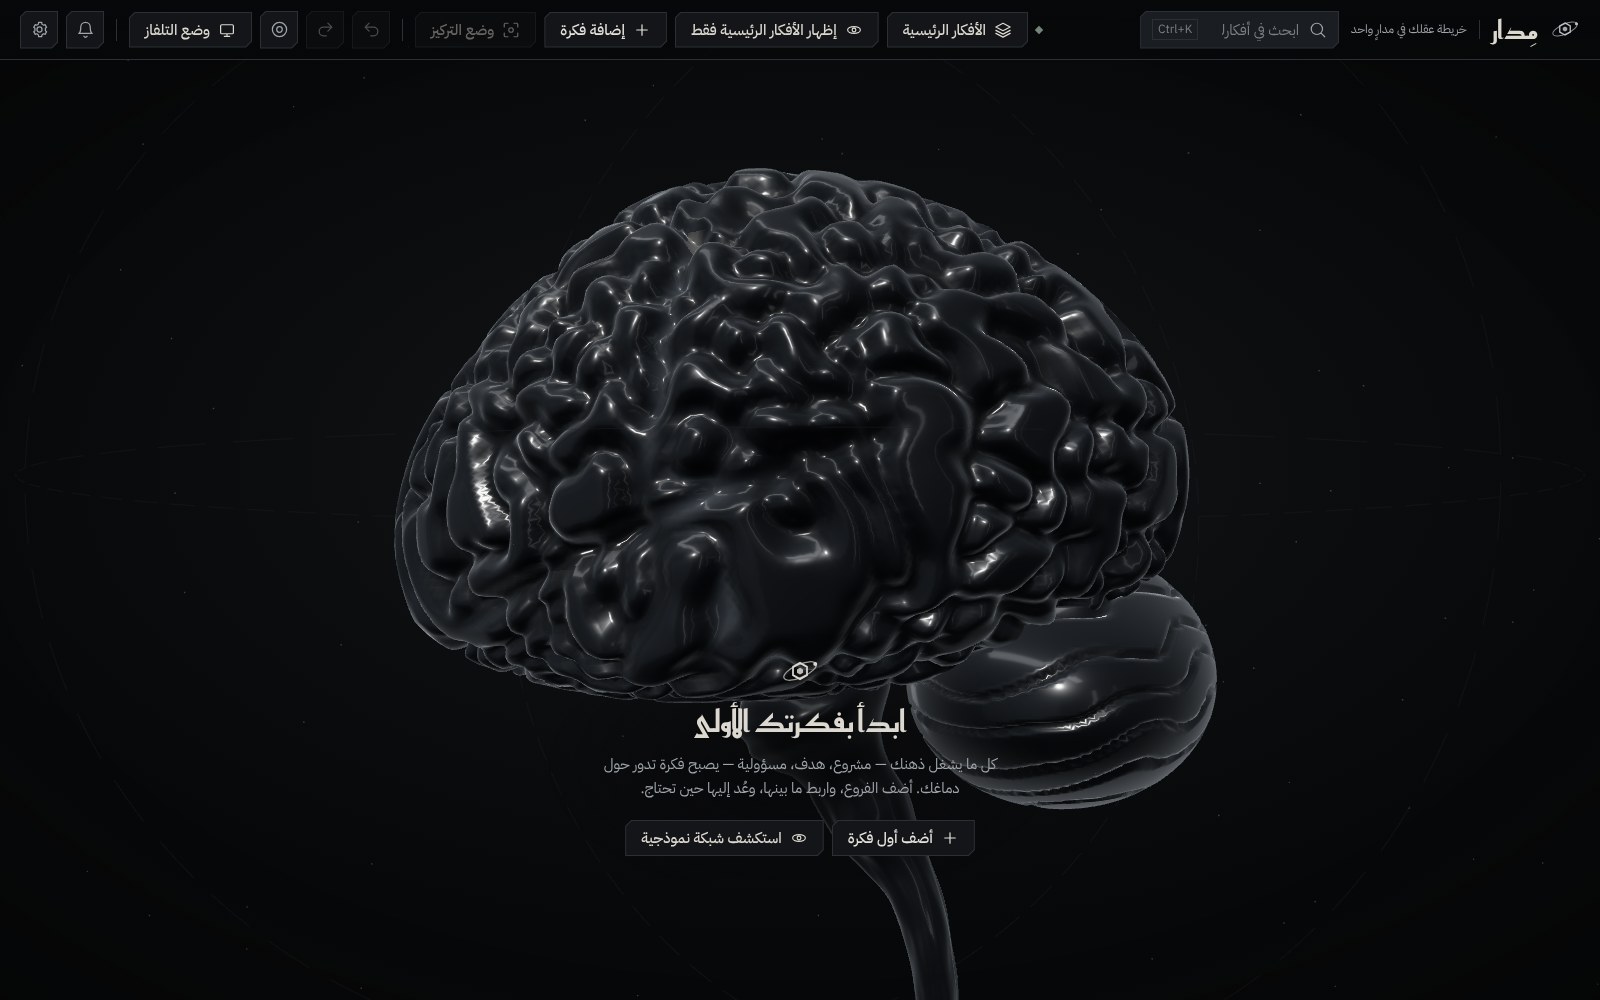 مدار
خريطة عقلك في مدارٍ واحد
ابحث في أفكارك
Ctrl+K
الأفكار الرئيسية
إظهار الأفكار الرئيسية فقط
إضافة فكرة
وضع التركيز
وضع التلفاز
ابدأ بفكرتك الأولى
كل ما يشغل ذهنك — مشروع، هدف، مسؤولية — يصبح فكرة تدور حول
دماغك. أضف الفروع، واربط ما بينها، وعُد إليها حين تحتاج.
أضف أول فكرة
استكشف شبكة نموذجية